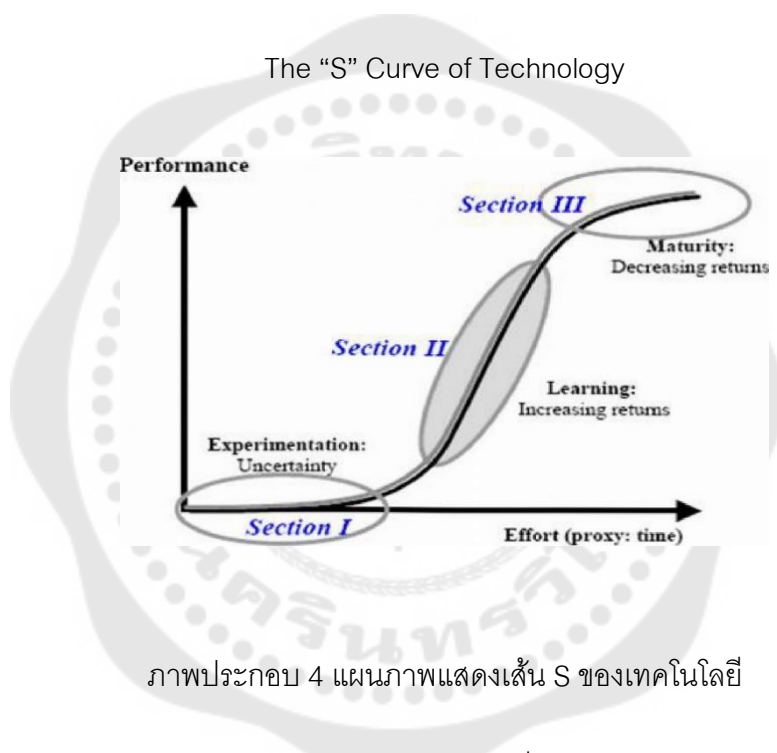 The “S” Curve of Technology
Performance
Section III
Maturity:
Decreasing returns
Section II
Learning:
Increasing returns
Experimentation:
Uncertainty
Section I
Effort (proxy: time)
ภาพประกอบ 4 แผนภาพแสดงเส้น S ของเทคโนโลยี